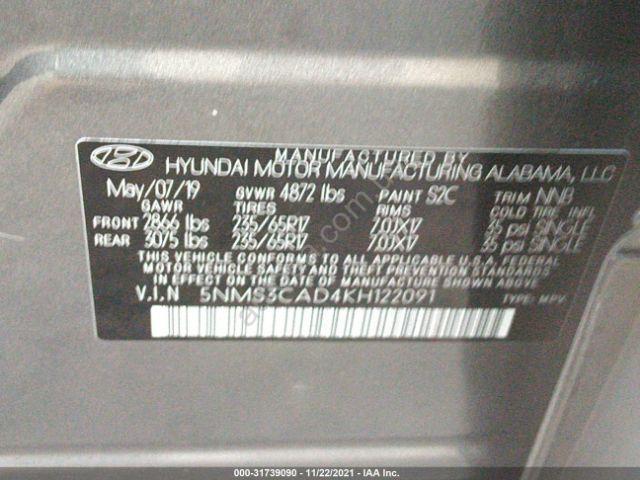 MANUFACTURED BY
HYUNDAI MOTOR MANUFACTURING ALABAMA, LLC
May/07/19 GVWR 4872 lbs PAINT S2C TRIM NNB
GAWR TIRES RIMS COLD TIRE INFL
FRONT 2866 lbs 235/65R17 7.0JX17 35 psi SINGLE
REAR 3075 lbs 235/65R17 7.0JX17 35 psi SINGLE
THIS VEHICLE CONFORMS TO ALL APPLICABLE U.S. FEDERAL
MOTOR VEHICLE SAFETY, BUMPER, AND THEFT PREVENTION STANDARDS
IN EFFECT ON THE DATE OF MANUFACTURE SHOWN ABOVE.
V.I.N 5NMS3CAD4KH122091 TYPE: MPV
000-31739090 - 11/22/2021 - IAA Inc.